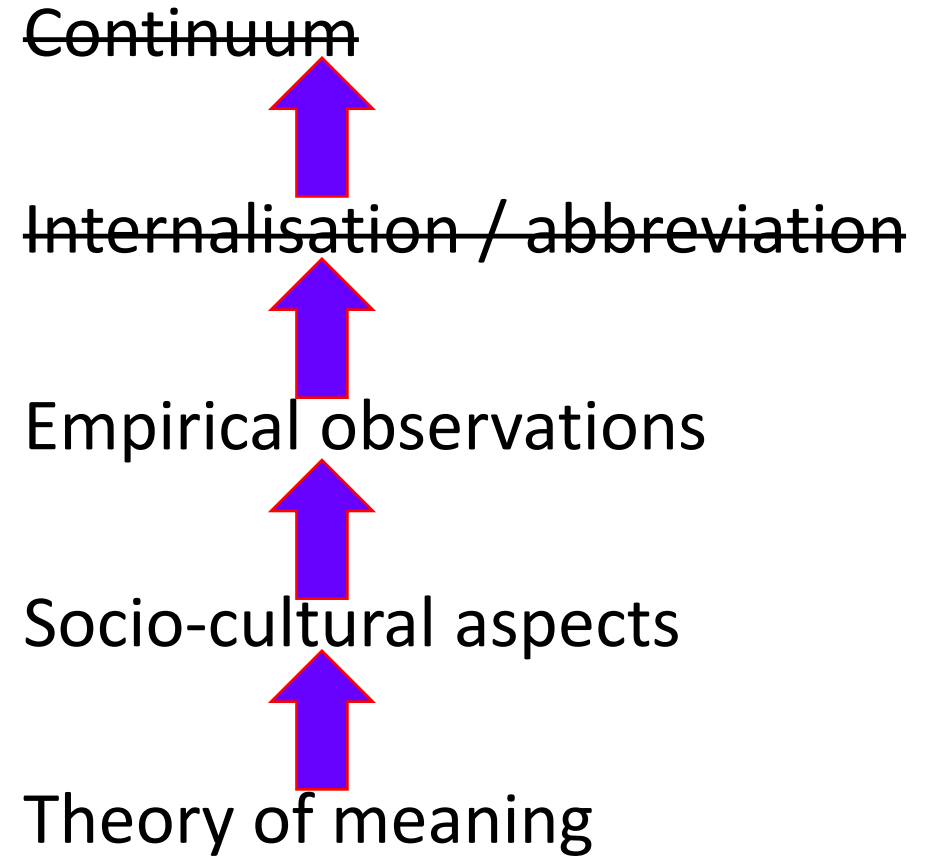 Continuum
Internalisation / abbreviation
Empirical observations
Socio-cultural aspects
Theory of meaning